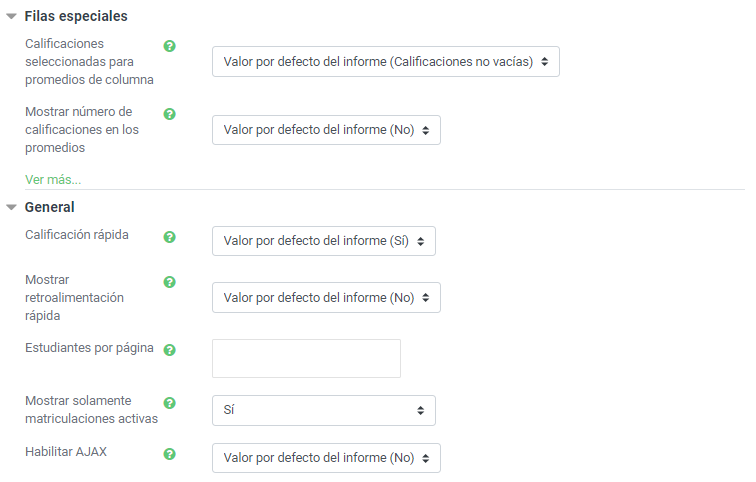 Filas especiales
Calificaciones
seleccionadas para
promedios de columna
Valor por defecto del informe (Calificaciones no vacías)
Mostrar número de
calificaciones en los
promedios
Valor por defecto del informe (No)
Ver más...
General
Calificación rápida
Valor por defecto del informe (Sí)
Mostrar
retroalimentación
rápida
Valor por defecto del informe (No)
Estudiantes por página
Mostrar solamente
matriculaciones activas
Sí
Habilitar AJAX
Valor por defecto del informe (No)